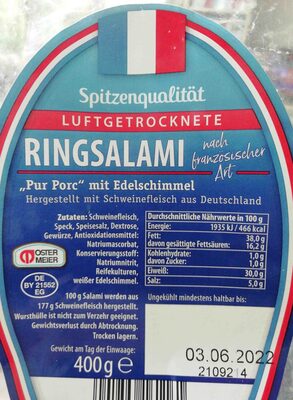 Spitzenqualität
LUFTGETROCKNETE
RINGSALAMI
nach
französischer
Art
„Pur Porc“ mit Edelschimmel
Hergestellt mit Schweinefleisch aus Deutschland
Zutaten: Schweinefleisch,
Speck, Speisesalz, Dextrose,
Gewürze, Antioxidationsmittel:
Natriumascorbat,
Konservierungsstoff:
Natriumnitrit,
Reifekulturen,
weißer Edelschimmel.
OSTER
MEIER
DE
BY 21552
EG
100 g Salami werden aus
177 g Schweinefleisch hergestellt.
Wursthülle ist nicht zum Verzehr geeignet.
Gewichtsverlust durch Abtrocknung.
Trocken lagern.
Gewicht am Tag der Einwaage:
400g e
Durchschnittliche Nährwerte in 100 g
Energie: 1935 kJ / 466 kcal
Fett: 38,0 g
davon gesättigte Fettsäuren: 16,2 g
Kohlenhydrate: 1,0 g
davon Zucker: 1,0 g
Eiweiß: 30,0 g
Salz: 5,0 g
Ungekühlt mindestens haltbar bis:
03.06.2022
21092 4